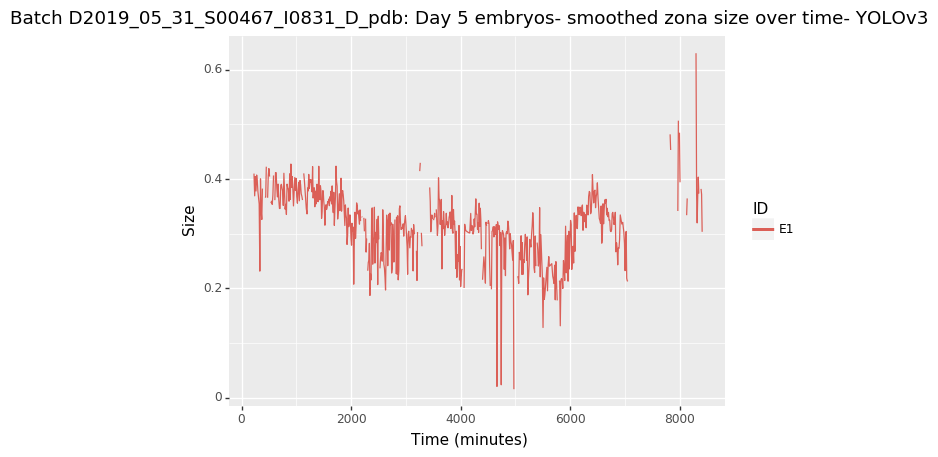 Batch D2019_05_31_S00467_I0831_D_pdb: Day 5 embryos- smoothed zona size over time- YOLOv3
0.6
0.4
0.2
0
Size
0
2000
4000
6000
8000
Time (minutes)
ID
E1